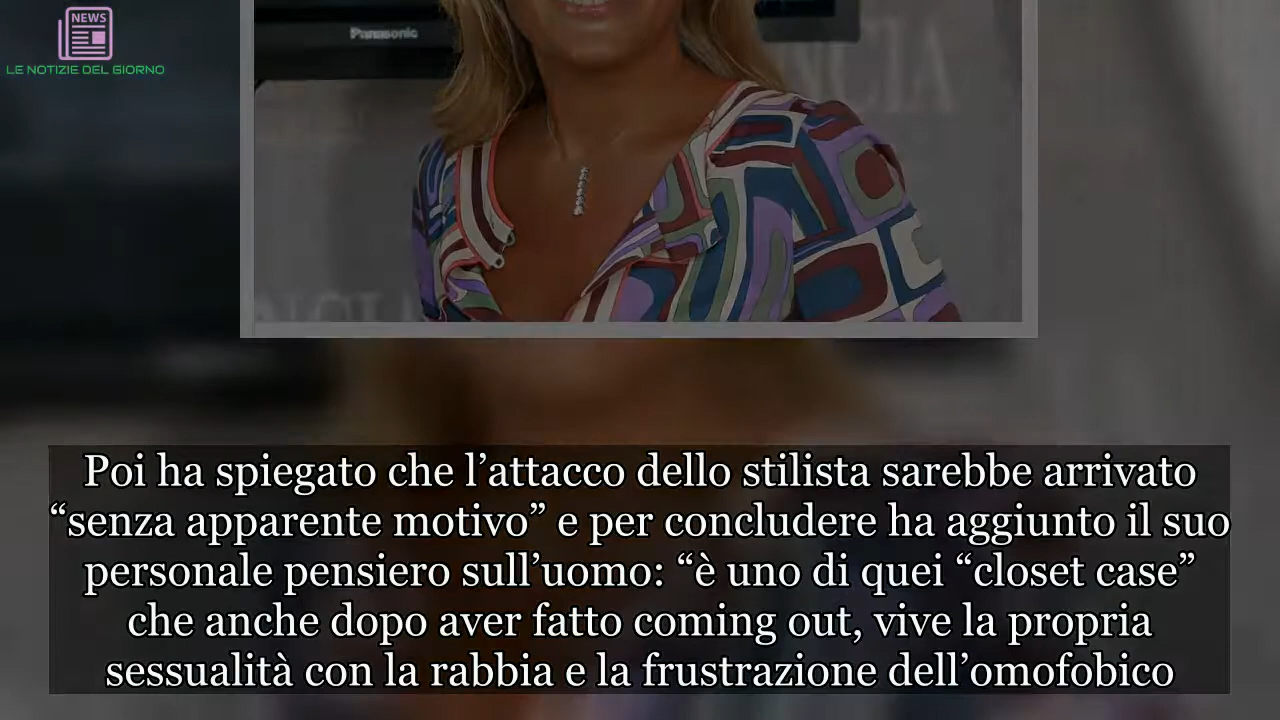 NEWS
LE NOTIZIE DEL GIORNO
Panasonic
NCIA
NCIA
Poi ha spiegato che l’attacco dello stilista sarebbe arrivato
“senza apparente motivo” e per concludere ha aggiunto il suo
personale pensiero sull’uomo: “è uno di quei “closet case”
che anche dopo aver fatto coming out, vive la propria
sessualità con la rabbia e la frustrazione dell’omofobico